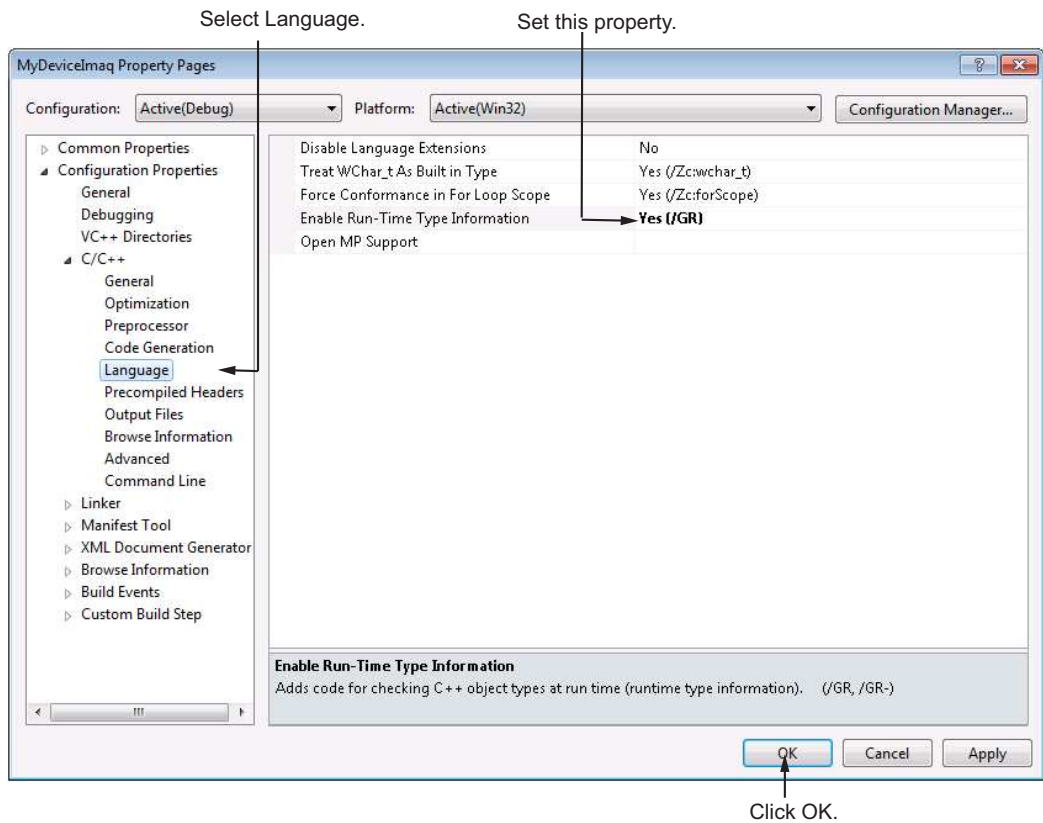 Select Language.
Set this property.
MyDeviceImaq Property Pages
Configuration: Active(Debug) Platform: Active(Win32) Configuration Manager...
Common Properties
Configuration Properties
General
Debugging
VC++ Directories
C/C++
General
Optimization
Preprocessor
Code Generation
Language
Precompiled Headers
Output Files
Browse Information
Advanced
Command Line
Linker
Manifest Tool
XML Document Generator
Browse Information
Build Events
Custom Build Step
Disable Language Extensions No
Treat WChar_t As Built in Type Yes (/Zc:wchar_t)
Force Conformance in For Loop Scope Yes (/Zc:forScope)
Enable Run-Time Type Information Yes (/GR)
Open MP Support
Enable Run-Time Type Information
Adds code for checking C++ object types at run time (runtime type information). (/GR, /GR-)
OK Cancel Apply
Click OK.